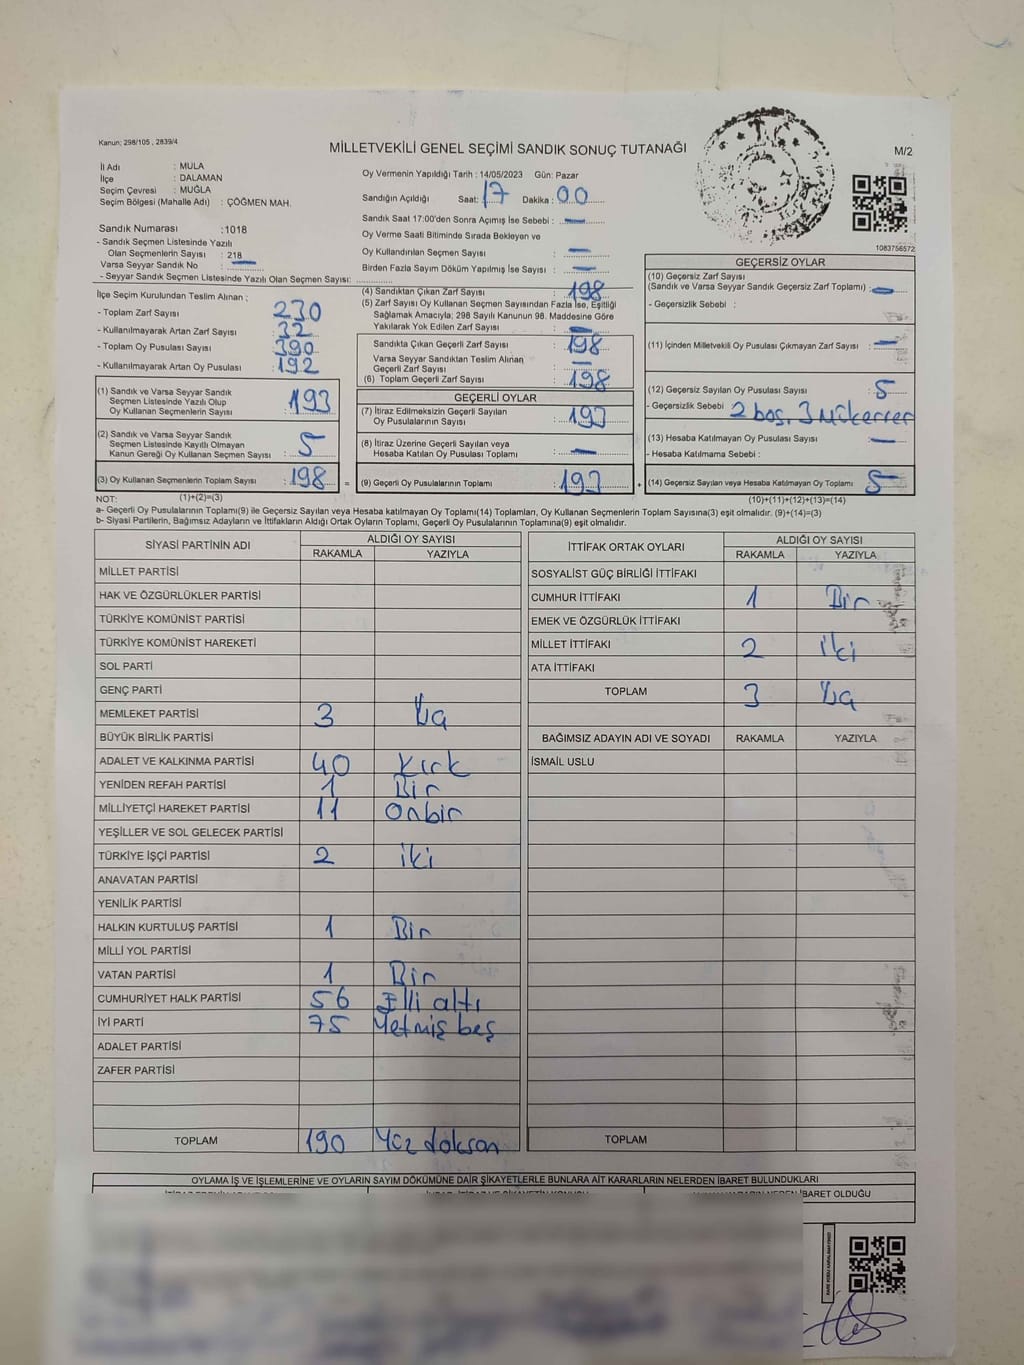 Kanun; 298/105 , 2839/4
MİLLETVEKİLİ GENEL SEÇİMİ SANDIK SONUÇ TUTANAĞI
M/2
İl Adı : MULA
İlçe : DALAMAN
Seçim Çevresi : MUĞLA
Seçim Bölgesi (Mahalle Adı) : ÇÖĞMEN MAH.
Oy Vermenin Yapıldığı Tarih : 14/05/2023 Gün: Pazar
Sandığın Açıldığı Saat: 17 Dakika : 00
Sandık Saat 17:00'den Sonra Açımış İse Sebebi : —
Oy Verme Saati Bitiminde Sırada Bekleyen ve
Oy Kullandırılan Seçmen Sayısı : —
Birden Fazla Sayım Döküm Yapılmış İse Sayısı : —
1083756572
Sandık Numarası :1018
- Sandık Seçmen Listesinde Yazılı
Olan Seçmenlerin Sayısı : 218
Varsa Seyyar Sandık No : —
- Seyyar Sandık Seçmen Listesinde Yazılı Olan Seçmen Sayısı:
İlçe Seçim Kurulundan Teslim Alınan ;
- Toplam Zarf Sayısı : 230
- Kullanılmayarak Artan Zarf Sayısı : 32
- Toplam Oy Pusulası Sayısı : 390
- Kullanılmayarak Artan Oy Pusulası : 192
(1) Sandık ve Varsa Seyyar Sandık
Seçmen Listesinde Yazılı Olup
Oy Kullanan Seçmenlerin Sayısı : 193
(2) Sandık ve Varsa Seyyar Sandık
Seçmen Listesinde Kayıtlı Olmayan
Kanun Gereği Oy Kullanan Seçmen Sayısı : 5
(3) Oy Kullanan Seçmenlerin Toplam Sayısı : 198 =
(4) Sandıktan Çıkan Zarf Sayısı : 198
(5) Zarf Sayısı Oy Kullanan Seçmen Sayısından Fazla İse, Eşitliği
Sağlamak Amacıyla; 298 Sayılı Kanunun 98. Maddesine Göre
Yakılarak Yok Edilen Zarf Sayısı : —
Sandıkta Çıkan Geçerli Zarf Sayısı : 198
Varsa Seyyar Sandıktan Teslim Alınan
Geçerli Zarf Sayısı : —
(6) Toplam Geçerli Zarf Sayısı : 198
GEÇERLİ OYLAR
(7) İtiraz Edilmeksizin Geçerli Sayılan
Oy Pusulalarının Sayısı : 193
(8) İtiraz Üzerine Geçerli Sayılan veya
Hesaba Katılan Oy Pusulası Toplamı : —
(9) Geçerli Oy Pusulalarının Toplamı : 193 +
GEÇERSİZ OYLAR
(10) Geçersiz Zarf Sayısı
(Sandık ve Varsa Seyyar Sandık Geçersiz Zarf Toplamı) : —
- Geçersizlik Sebebi :
(11) İçinden Milletvekili Oy Pusulası Çıkmayan Zarf Sayısı : —
(12) Geçersiz Sayılan Oy Pusulası Sayısı : 5
- Geçersizlik Sebebi : 2 boş, 3 Mükerrer
(13) Hesaba Katılmayan Oy Pusulası Sayısı : —
- Hesaba Katılmama Sebebi :
(14) Geçersiz Sayılan veya Hesaba Katılmayan Oy Toplamı : 5
NOT: (1)+(2)=(3)
(10)+(11)+(12)+(13)=(14)
a- Geçerli Oy Pusulalarının Toplamı(9) ile Geçersiz Sayılan veya Hesaba katılmayan Oy Toplamı(14) Toplamları, Oy Kullanan Seçmenlerin Toplam Sayısına(3) eşit olmalıdır. (9)+(14)=(3)
b- Siyasi Partilerin, Bağımsız Adayların ve İttifakların Aldığı Ortak Oyların Toplamı, Geçerli Oy Pusulalarının Toplamına(9) eşit olmalıdır.
SİYASİ PARTİNİN ADI ALDIĞI OY SAYISI
RAKAMLA YAZIYLA
MİLLET PARTİSİ
HAK VE ÖZGÜRLÜKLER PARTİSİ
TÜRKİYE KOMÜNİST PARTİSİ
TÜRKİYE KOMÜNİST HAREKETİ
SOL PARTİ
GENÇ PARTİ
MEMLEKET PARTİSİ 3 Üç
BÜYÜK BİRLİK PARTİSİ
ADALET VE KALKINMA PARTİSİ 40 Kırk
YENİDEN REFAH PARTİSİ 1 Bir
MİLLİYETÇİ HAREKET PARTİSİ 11 Onbir
YEŞİLLER VE SOL GELECEK PARTİSİ
TÜRKİYE İŞÇİ PARTİSİ 2 iki
ANAVATAN PARTİSİ
YENİLİK PARTİSİ
HALKIN KURTULUŞ PARTİSİ 1 Bir
MİLLİ YOL PARTİSİ
VATAN PARTİSİ 1 Bir
CUMHURİYET HALK PARTİSİ 56 Elli altı
İYİ PARTİ 75 Yetmiş beş
ADALET PARTİSİ
ZAFER PARTİSİ
TOPLAM 190 Yüz doksan
İTTİFAK ORTAK OYLARI ALDIĞI OY SAYISI
RAKAMLA YAZIYLA
SOSYALİST GÜÇ BİRLİĞİ İTTİFAKI
CUMHUR İTTİFAKI 1 Bir
EMEK VE ÖZGÜRLÜK İTTİFAKI
MİLLET İTTİFAKI 2 iki
ATA İTTİFAKI
TOPLAM 3 Üç
BAĞIMSIZ ADAYIN ADI VE SOYADI RAKAMLA YAZIYLA
İSMAİL USLU
TOPLAM
OYLAMA İŞ VE İŞLEMLERİNE VE OYLARIN SAYIM DÖKÜMÜNE DAİR ŞİKAYETLERLE BUNLARA AİT KARARLARIN NELERDEN İBARET BULUNDUKLARI
İBARET OLDUĞU